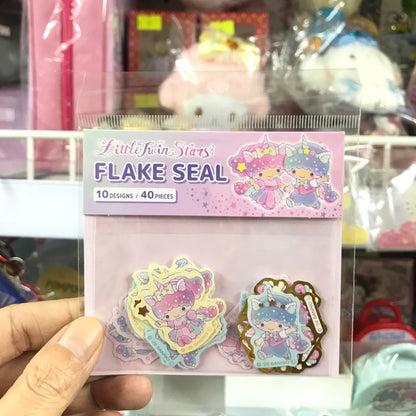 Little Twin Stars
FLAKE SEAL
10 DESIGNS / 40 PIECES